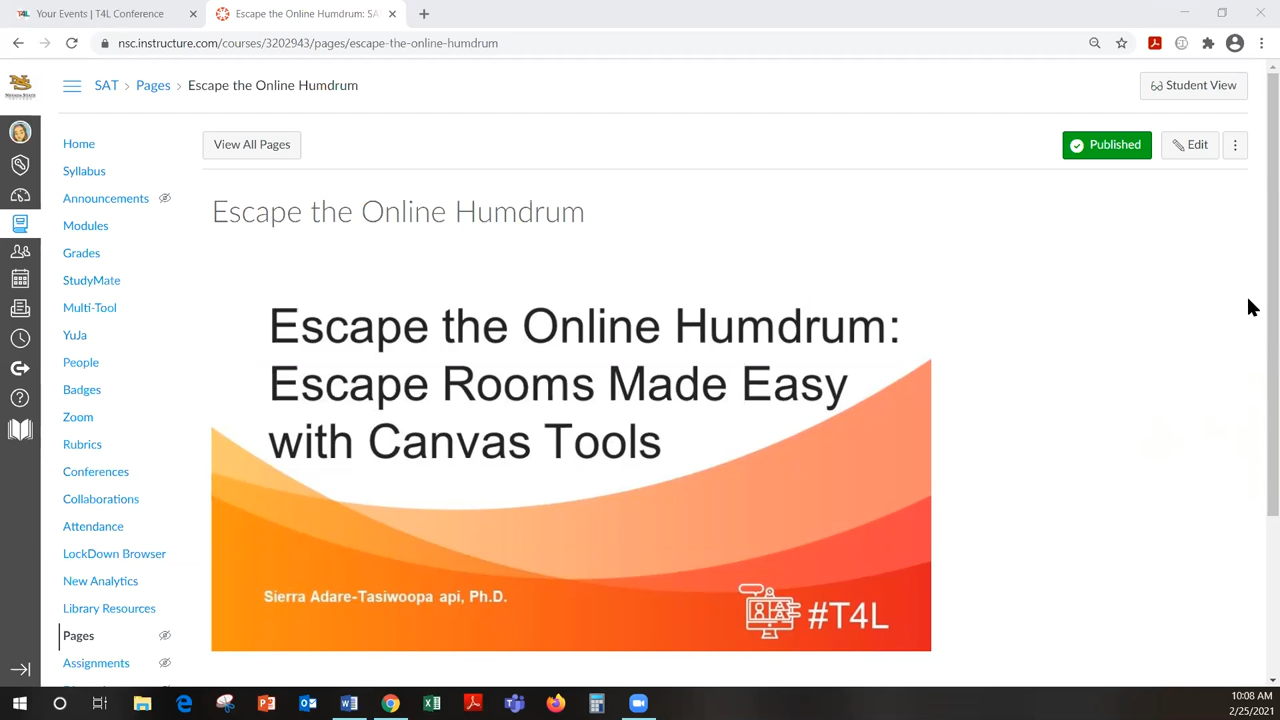 Your Events | T4L Conference
Escape the Online Humdrum: SA
nsc.instructure.com/courses/3202943/pages/escape-the-online-humdrum
SAT > Pages > Escape the Online Humdrum
Student View
Home
Syllabus
Announcements
Modules
Grades
StudyMate
Multi-Tool
YuJa
People
Badges
Zoom
Rubrics
Conferences
Collaborations
Attendance
LockDown Browser
New Analytics
Library Resources
Pages
Assignments
View All Pages
Published
Edit
Escape the Online Humdrum
Escape the Online Humdrum:
Escape Rooms Made Easy
with Canvas Tools
Sierra Adare-Tasiwoopa api, Ph.D.
#T4L
10:08 AM
2/25/2021